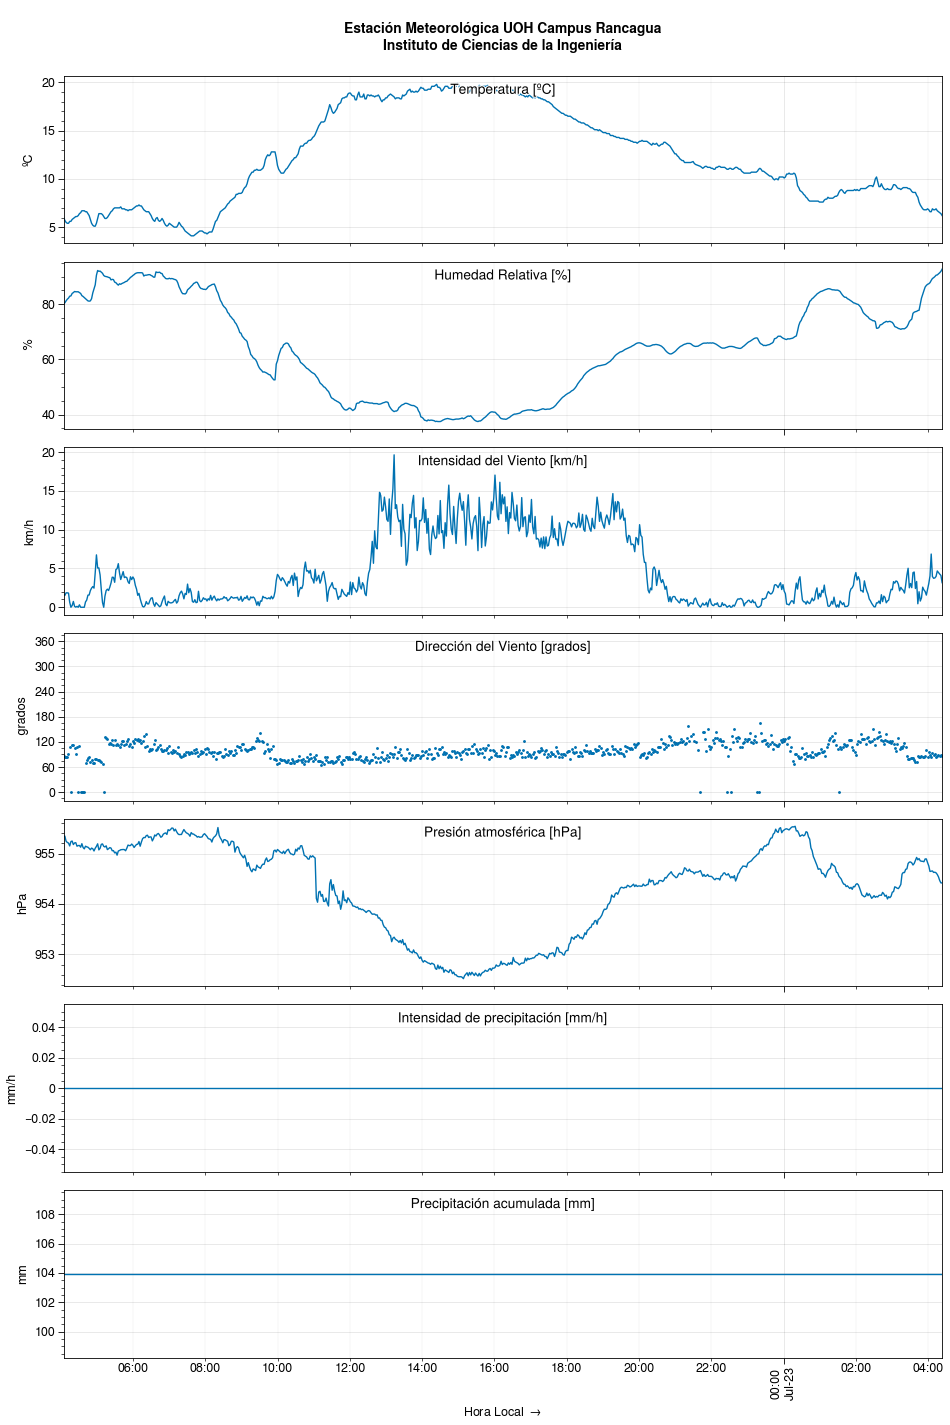 Estación Meteorológica UOH Campus Rancagua
Instituto de Ciencias de la Ingeniería
Temperatura [ºC]
ºC
20
15
10
5
Humedad Relativa [%]
%
80
60
40
Intensidad del Viento [km/h]
km/h
20
15
10
5
0
Dirección del Viento [grados]
grados
360
300
240
180
120
60
0
Presión atmosférica [hPa]
hPa
955
954
953
Intensidad de precipitación [mm/h]
mm/h
0.04
0.02
0
−0.02
−0.04
Precipitación acumulada [mm]
mm
108
106
104
102
100
06:00 08:00 10:00 12:00 14:00 16:00 18:00 20:00 22:00 00:00 02:00 04:00
Jul-23
Hora Local →